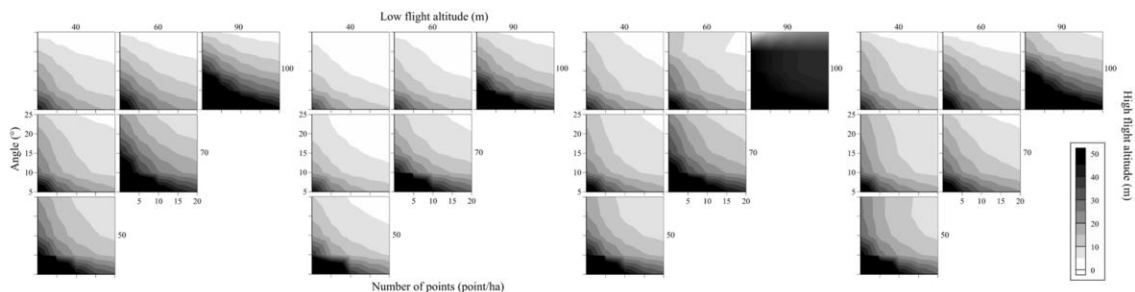 Low flight altitude (m)
40 60 90 40 60 90 40 60 90 40 60 90
100 100 100 100
25 25 25 25
20 20 20 20
15 15 15 15
10 10 10 10
5 5 5 5
70 70 70 70
5 10 15 20 5 10 15 20 5 10 15 20 5 10 15 20
50 50 50 50
Angle (°)
High flight altitude (m)
50
40
30
20
10
0
Number of points (point/ha)